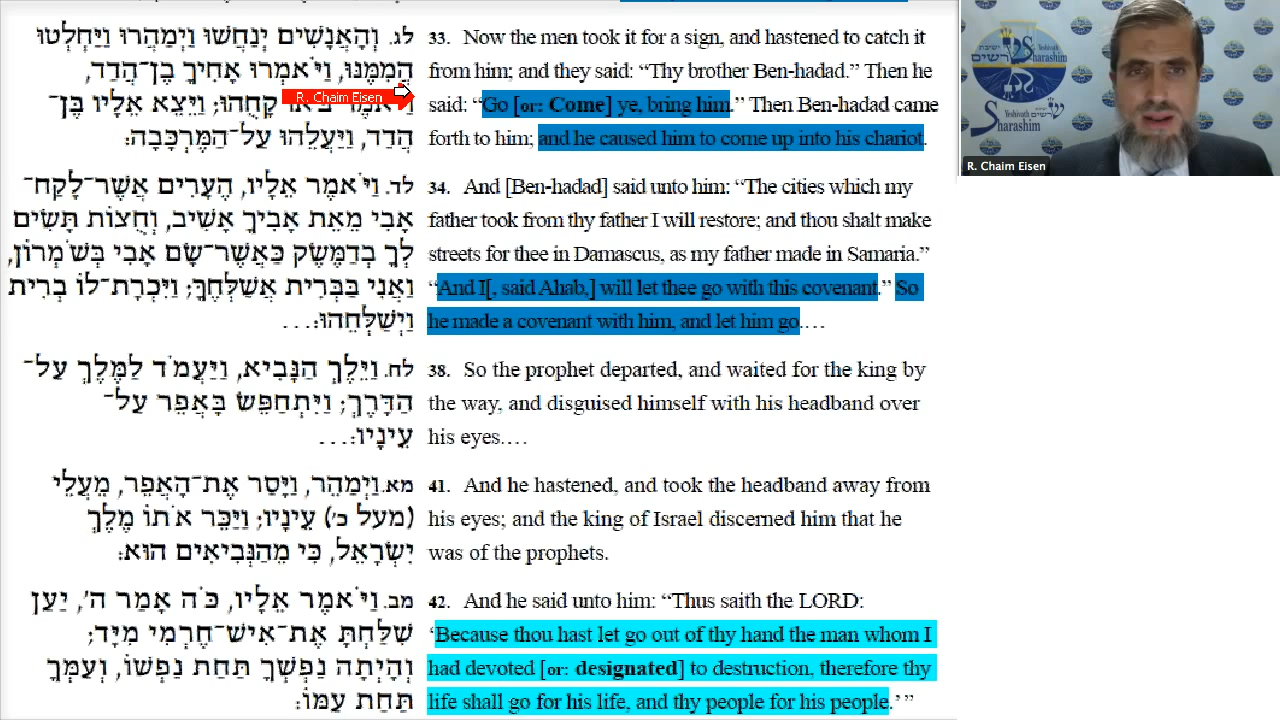 לג. וְהָאֲנָשִׁים יְנַחֲשׁוּ וַיְמַהֲרוּ וַיַּחְלְטוּ
הֲמִמֶּנּוּ, וַיֹּאמְרוּ אָחִיךָ בֶן־הֲדַד,
קָחֻהוּ; וַיֵּצֵא אֵלָיו בֶּן־
הֲדַד, וַיַּעֲלֵהוּ עַל־הַמֶּרְכָּבָה:
R. Chaim Eisen
33. Now the men took it for a sign, and hastened to catch it
from him; and they said: “Thy brother Ben-hadad.” Then he
said: “Go [or: Come] ye, bring him.” Then Ben-hadad came
forth to him; and he caused him to come up into his chariot.
לד. וַיֹּאמֶר אֵלָיו, הֶעָרִים אֲשֶׁר־לָקַח־
אָבִי מֵאֵת אָבִיךָ אָשִׁיב, וְחֻצוֹת תָּשִׂים
לְךָ בְדַמֶּשֶׂק כַּאֲשֶׁר־שָׂם אָבִי בְּשֹׁמְרוֹן,
וַאֲנִי בַּבְּרִית אֲשַׁלְּחֶךָּ; וַיִּכְרָת־לוֹ בְרִית
וַיְשַׁלְּחֵהוּ:...
34. And [Ben-hadad] said unto him: “The cities which my
father took from thy father I will restore; and thou shalt make
streets for thee in Damascus, as my father made in Samaria.”
“And I[, said Ahab,] will let thee go with this covenant.” So
he made a covenant with him, and let him go.…
לח. וַיֵּלֶךְ הַנָּבִיא, וַיַּעֲמֹד לַמֶּלֶךְ עַל־
הַדָּרֶךְ; וַיִּתְחַפֵּשׂ בָּאֲפֵר עַל־
עֵינָיו:...
38. So the prophet departed, and waited for the king by
the way, and disguised himself with his headband over
his eyes.…
מא. וַיְמַהֵר, וַיָּסַר אֶת־הָאֲפֵר, מֵעֲלֵי
(מעל כ׳) עֵינָיו; וַיַּכֵּר אֹתוֹ מֶלֶךְ
יִשְׂרָאֵל, כִּי מֵהַנְּבִיאִים הוּא:
41. And he hastened, and took the headband away from
his eyes; and the king of Israel discerned him that he
was of the prophets.
מב. וַיֹּאמֶר אֵלָיו, כֹּה אָמַר ה׳, יַעַן
שִׁלַּחְתָּ אֶת־אִישׁ־חֶרְמִי מִיָּד;
וְהָיְתָה נַפְשְׁךָ תַּחַת נַפְשׁוֹ, וְעַמְּךָ
תַּחַת עַמּוֹ:
42. And he said unto him: “Thus saith the LORD:
‘Because thou hast let go out of thy hand the man whom I
had devoted [or: designated] to destruction, therefore thy
life shall go for his life, and thy people for his people.’ ”
Yeshivath
Sharashim
R. Chaim Eisen